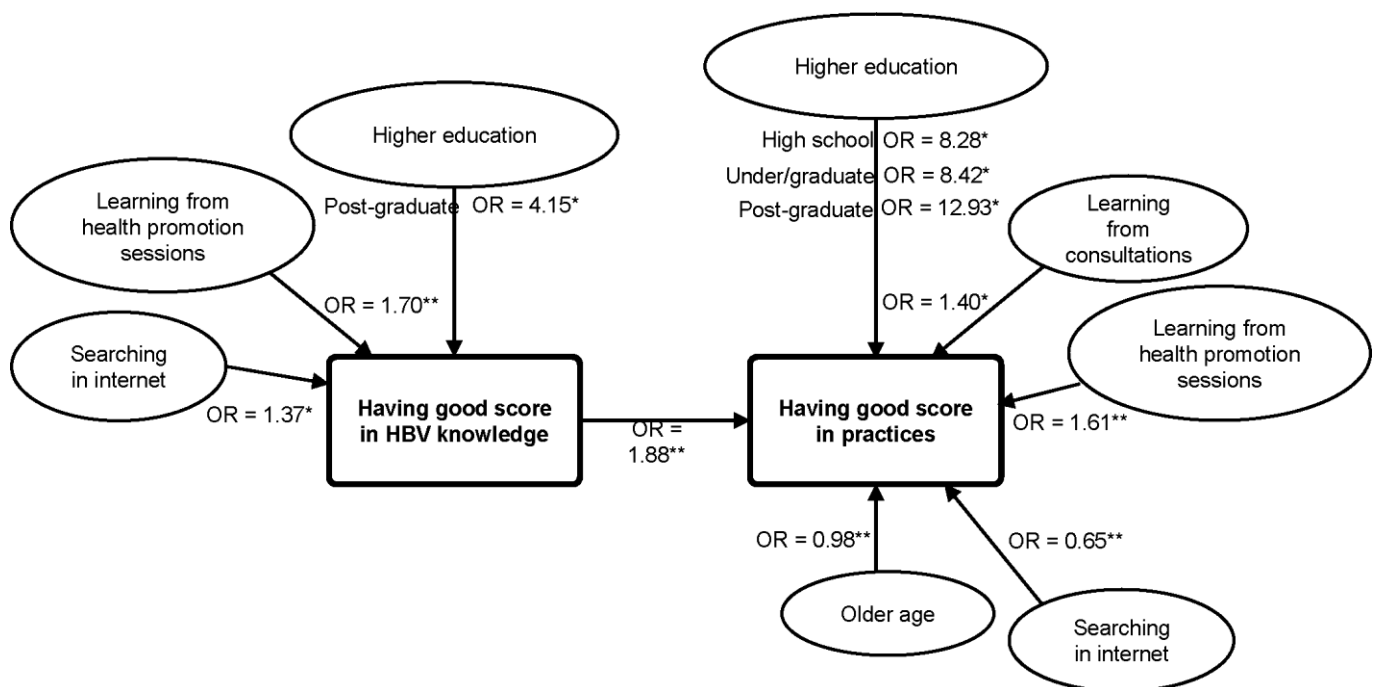 Higher education
Higher education
High school OR = 8.28*
Under/graduate OR = 8.42*
Post-graduate OR = 12.93*
Post-graduate OR = 4.15*
Learning from
health promotion
sessions
Learning
from
consultations
OR = 1.70**
OR = 1.40*
Searching
in internet
OR = 1.37*
Learning from
health promotion
sessions
OR = 1.61**
Having good score
in HBV knowledge
OR =
1.88**
Having good score
in practices
OR = 0.98**
OR = 0.65**
Older age
Searching
in internet